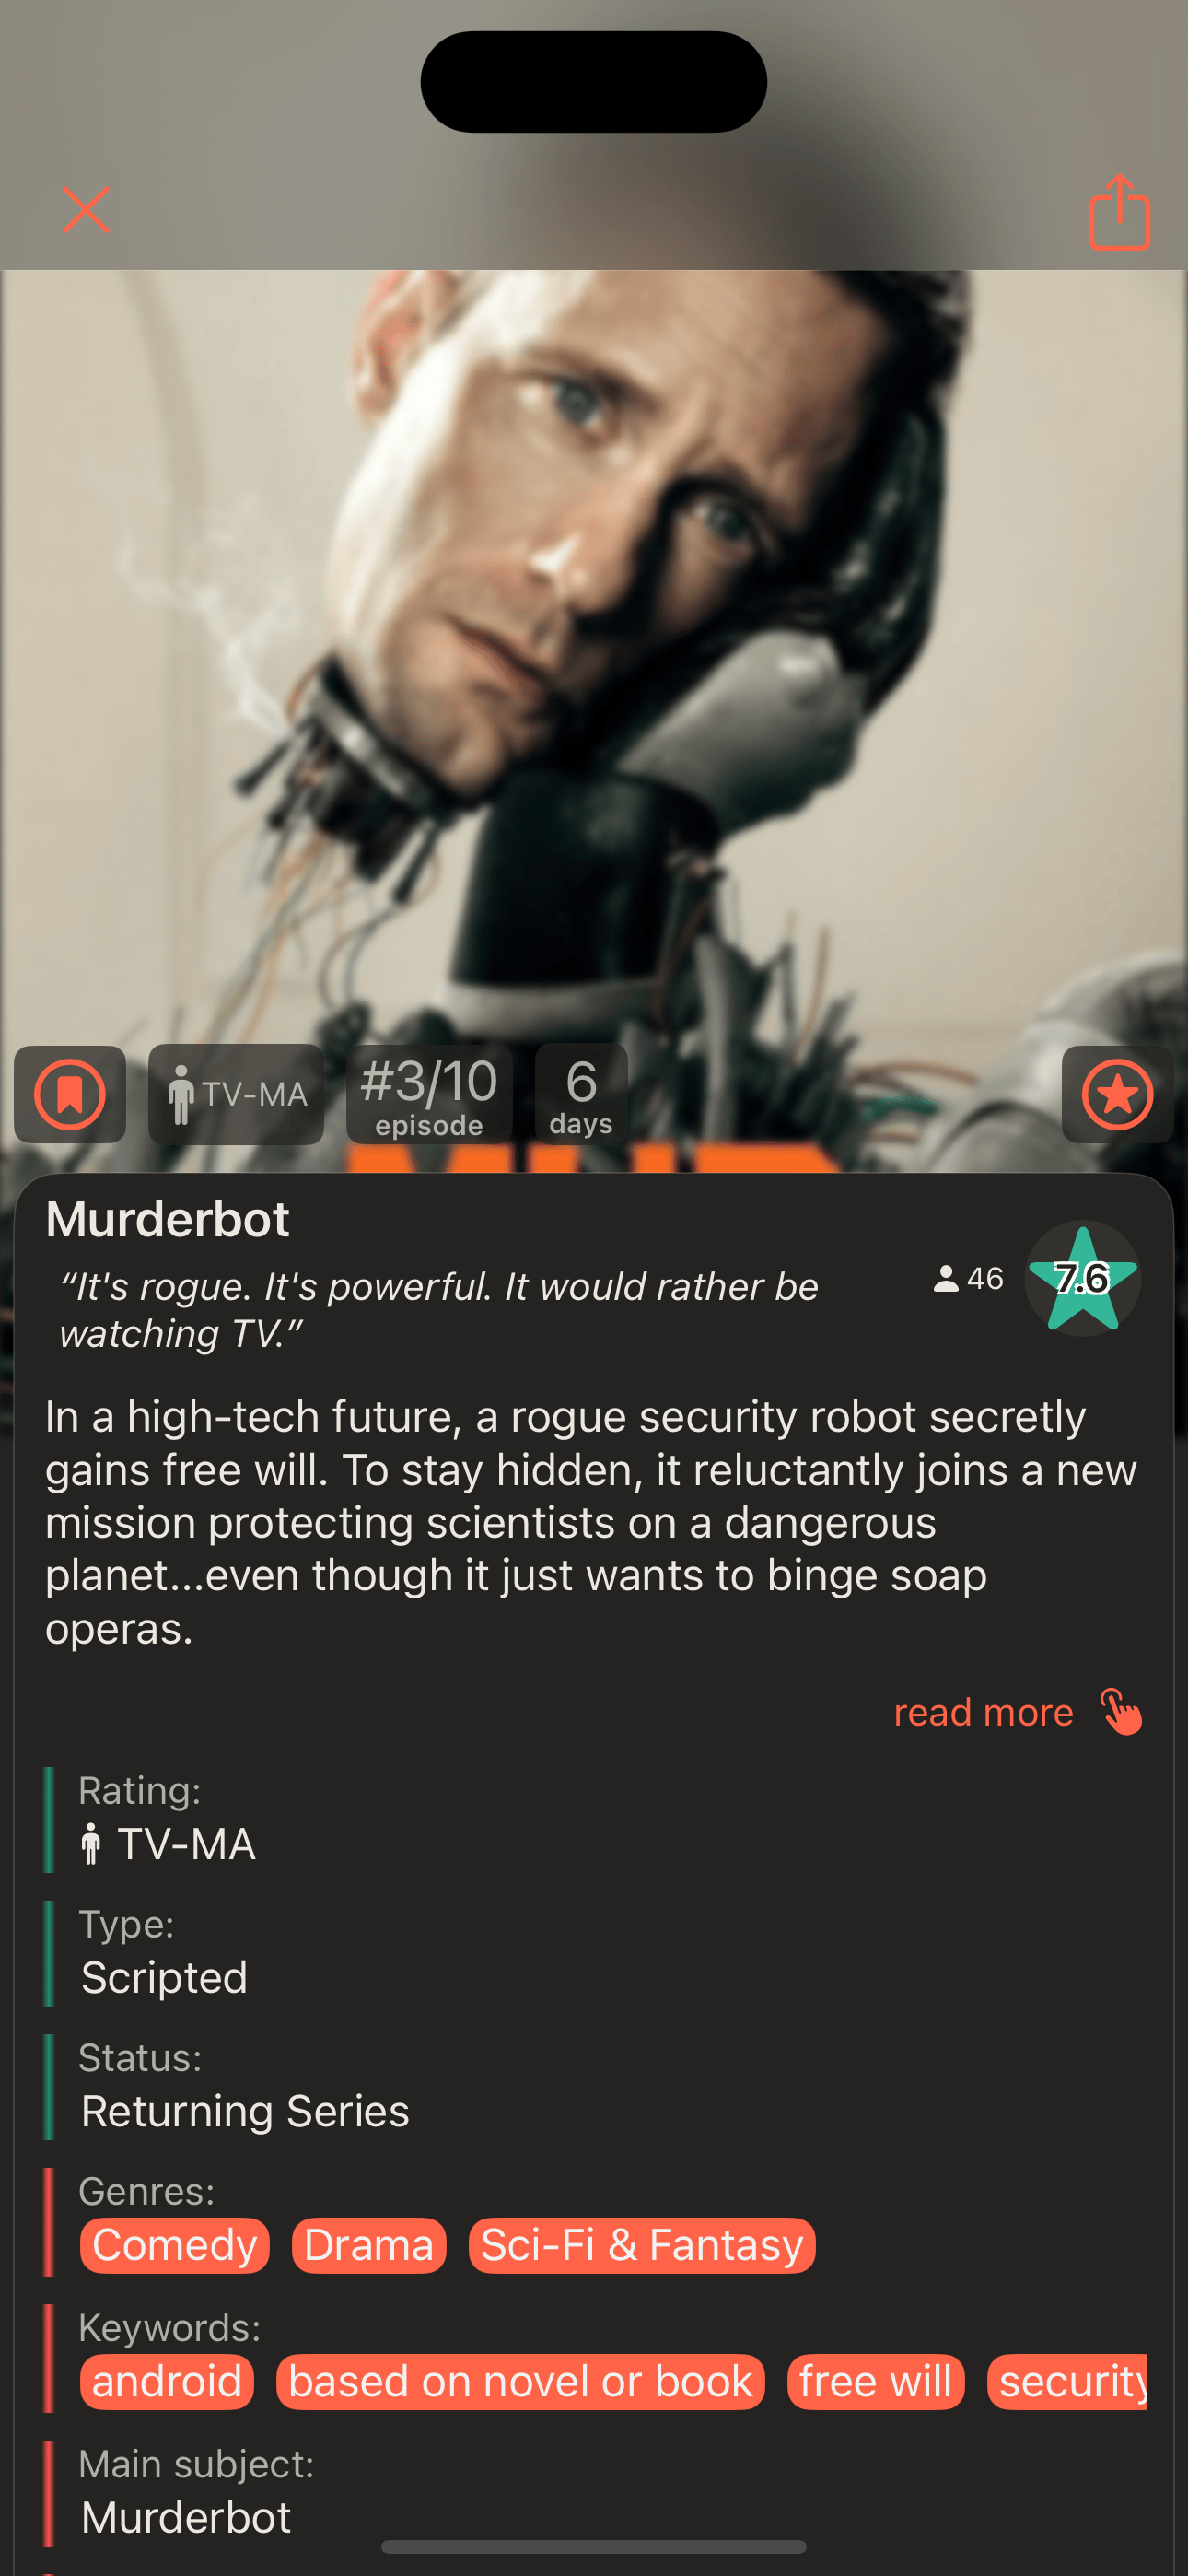 TV-MA
#3/10
episode
6
days
Murderbot
“It's rogue. It's powerful. It would rather be
watching TV.”
46
7.6
In a high-tech future, a rogue security robot secretly
gains free will. To stay hidden, it reluctantly joins a new
mission protecting scientists on a dangerous
planet...even though it just wants to binge soap
operas.
read more
Rating:
TV-MA
Type:
Scripted
Status:
Returning Series
Genres:
Comedy Drama Sci-Fi & Fantasy
Keywords:
android based on novel or book free will security
Main subject:
Murderbot